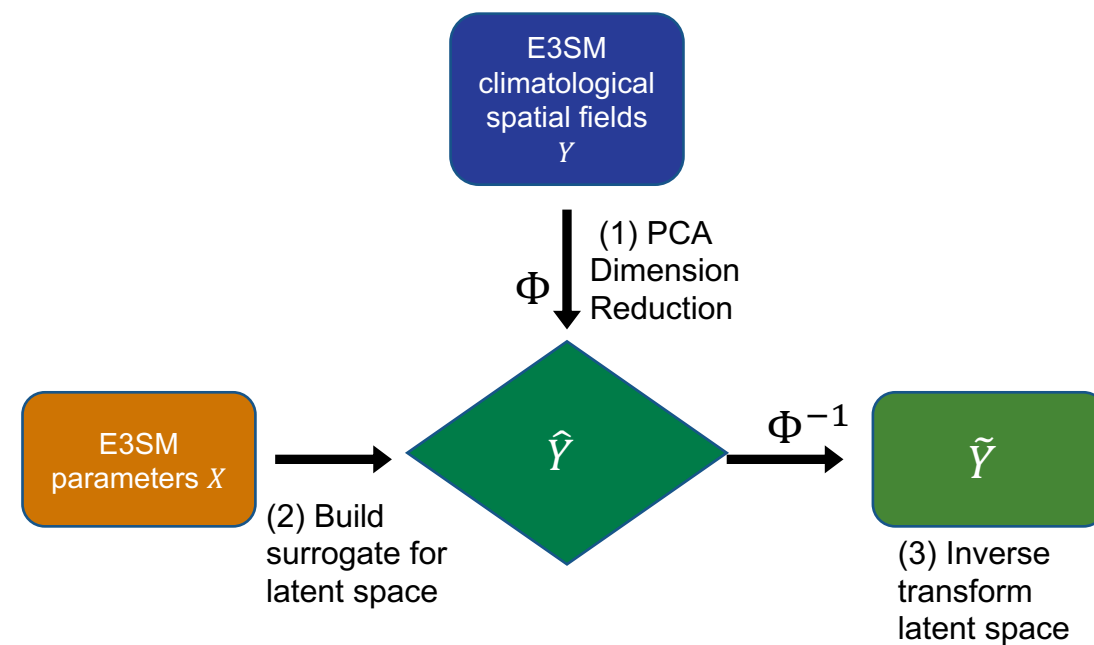 E3SM
climatological
spatial fields
Y
(1) PCA
Dimension
Reduction
Φ
E3SM
parameters X
(2) Build
surrogate for
latent space
Ŷ
Φ⁻¹
Ỹ
(3) Inverse
transform
latent space